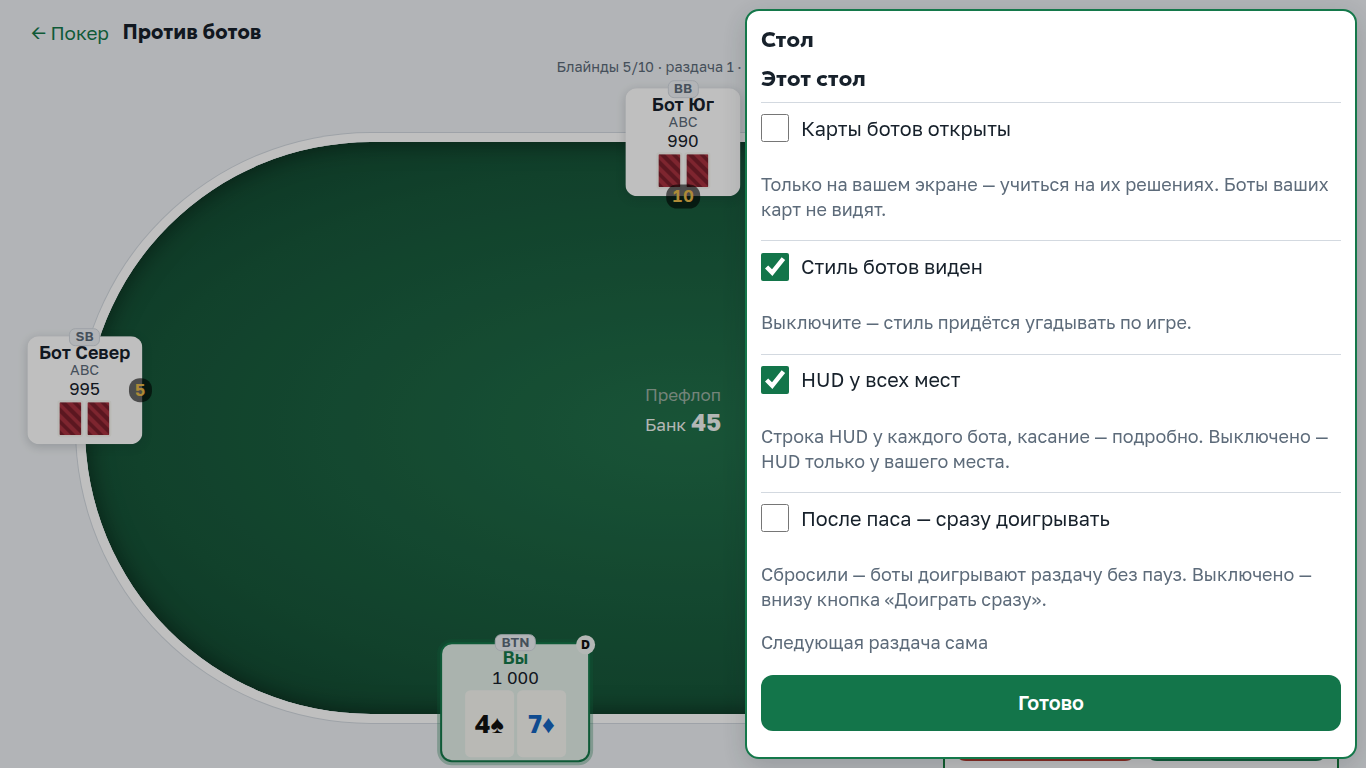 ← Покер Против ботов
Блайнды 5/10 · раздача 1 ·
BB
Бот Юг
ABC
990
10
SB
Бот Север
ABC
995
5
Префлоп
Банк 45
BTN
D
Вы
1 000
4♠ 7♦
Стол
Этот стол
Карты ботов открыты
Только на вашем экране — учиться на их решениях. Боты ваших
карт не видят.
Стиль ботов виден
Выключите — стиль придётся угадывать по игре.
HUD у всех мест
Строка HUD у каждого бота, касание — подробно. Выключено —
HUD только у вашего места.
После паса — сразу доигрывать
Сбросили — боты доигрывают раздачу без пауз. Выключено —
внизу кнопка «Доиграть сразу».
Следующая раздача сама
Готово